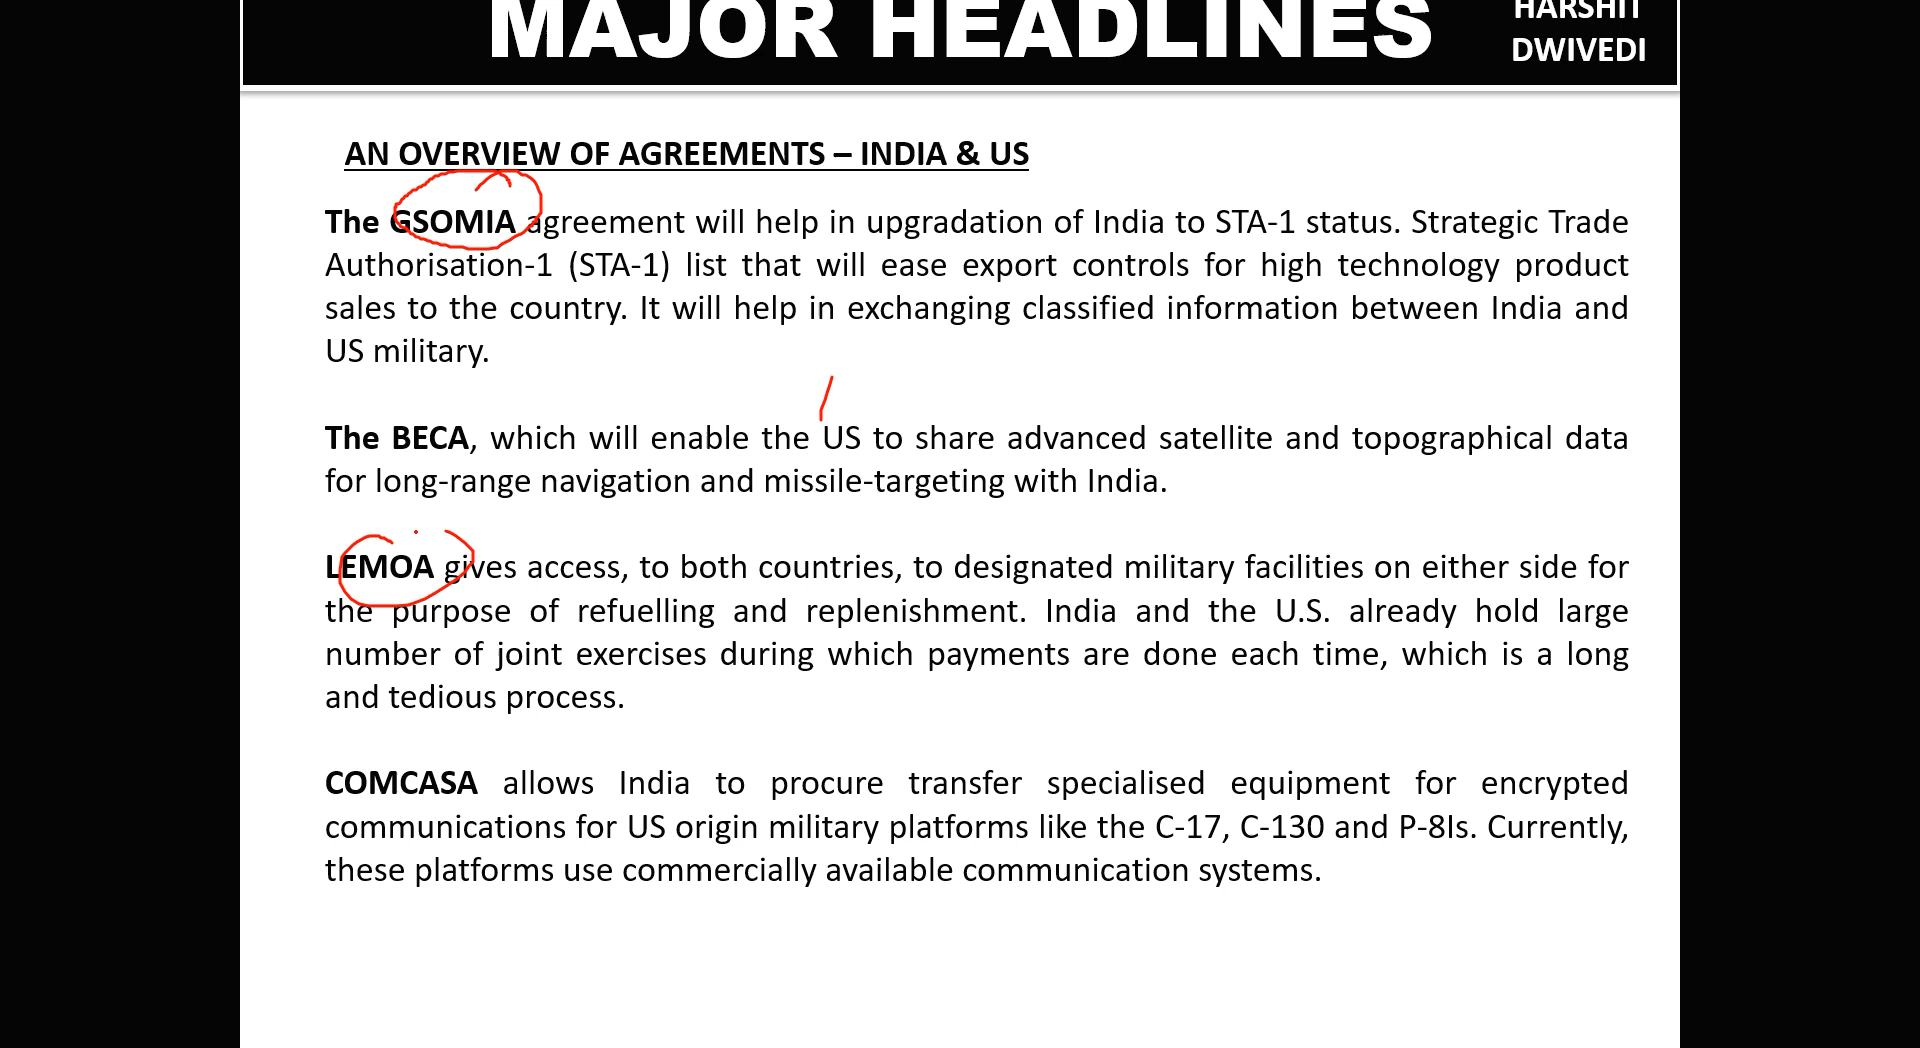 MAJOR HEADLINES
HARSHIT
DWIVEDI
AN OVERVIEW OF AGREEMENTS – INDIA & US
The GSOMIA agreement will help in upgradation of India to STA-1 status. Strategic Trade
Authorisation-1 (STA-1) list that will ease export controls for high technology product
sales to the country. It will help in exchanging classified information between India and
US military.
The BECA, which will enable the US to share advanced satellite and topographical data
for long-range navigation and missile-targeting with India.
LEMOA gives access, to both countries, to designated military facilities on either side for
the purpose of refuelling and replenishment. India and the U.S. already hold large
number of joint exercises during which payments are done each time, which is a long
and tedious process.
COMCASA allows India to procure transfer specialised equipment for encrypted
communications for US origin military platforms like the C-17, C-130 and P-8Is. Currently,
these platforms use commercially available communication systems.